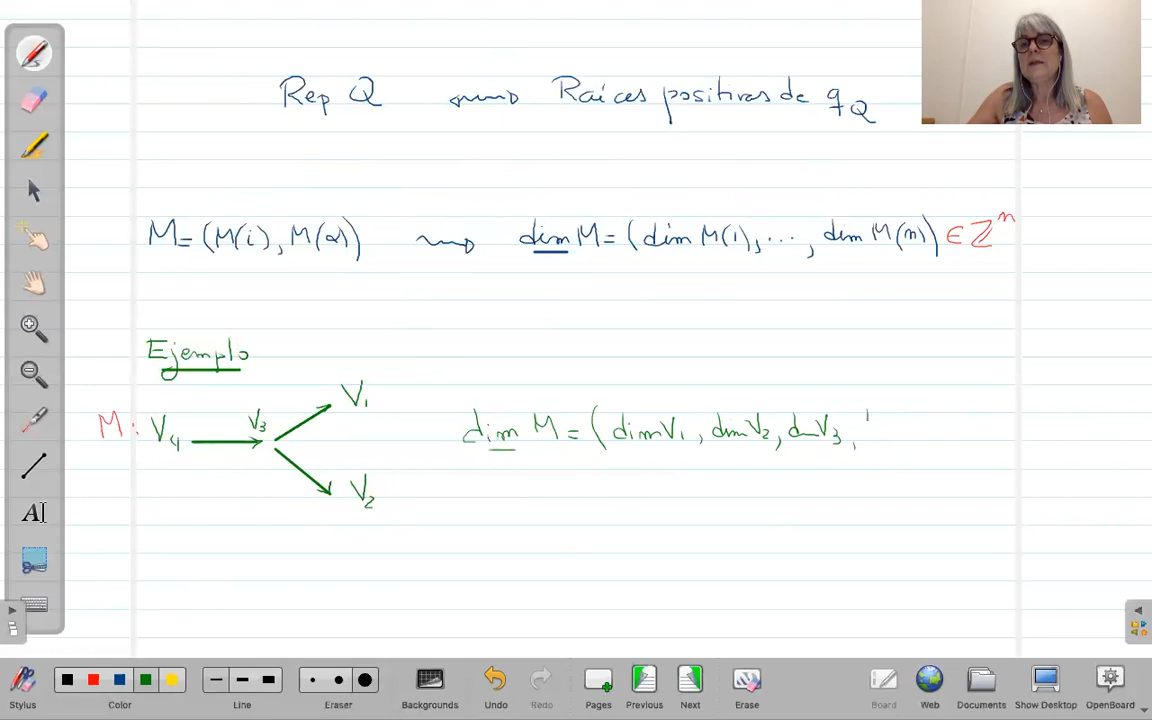 Rep Q ⟿ Raíces positivas de q_Q
M = (M(i), M(α)) ⟿ dim M = (dim M(1), ..., dim M(n)) ∈ ℤⁿ
Ejemplo
M: V₄ V₃ V₁ V₂
dim M = (dim V₁, dim V₂, dim V₃,
A
Stylus Color Line Eraser Backgrounds Undo Redo Pages Previous Next Erase Board Web Documents Show Desktop OpenBoard